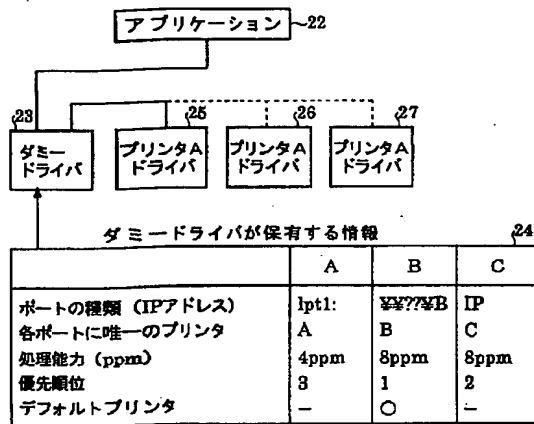 アプリケーション 22
23 25 26 27
ダミー
ドライバ
プリンタA
ドライバ
プリンタA
ドライバ
プリンタA
ドライバ
ダミードライバが保有する情報 24
A B C
ポートの種類（IPアドレス） lpt1: ¥¥??¥B IP
各ポートに唯一のプリンタ A B C
処理能力（ppm） 4ppm 8ppm 8ppm
優先順位 3 1 2
デフォルトプリンタ － ○ －